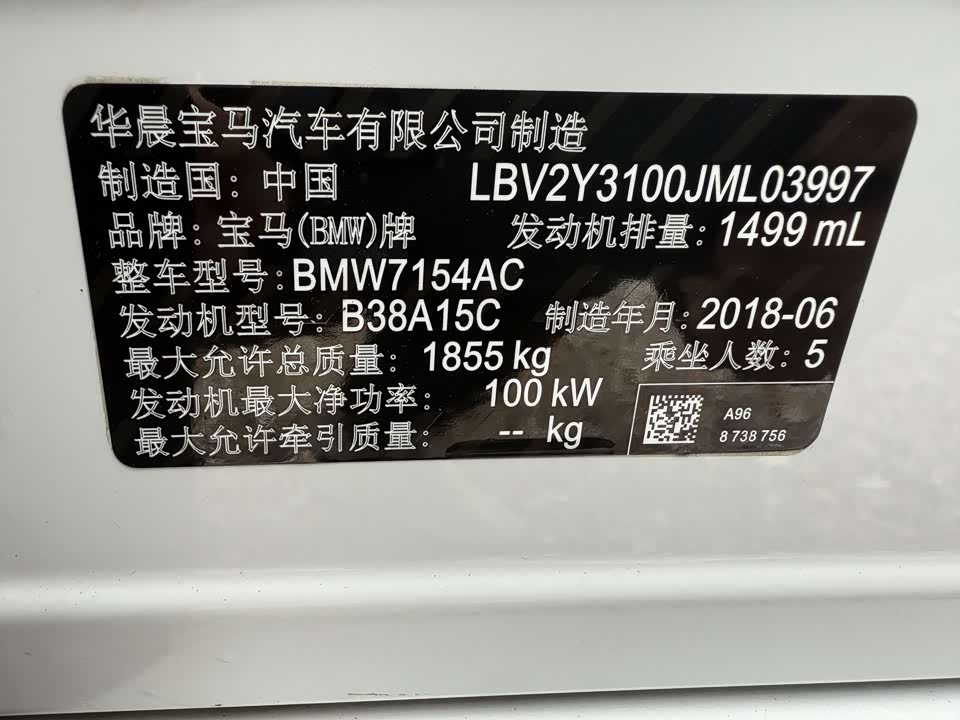 华晨宝马汽车有限公司制造
制造国：中国 LBV2Y3100JML03997
品牌：宝马(BMW)牌 发动机排量：1499 mL
整车型号：BMW7154AC
发动机型号：B38A15C 制造年月：2018-06
最大允许总质量：1855 kg 乘坐人数：5
发动机最大净功率：100 kW
最大允许牵引质量：-- kg
A96
8 738 756